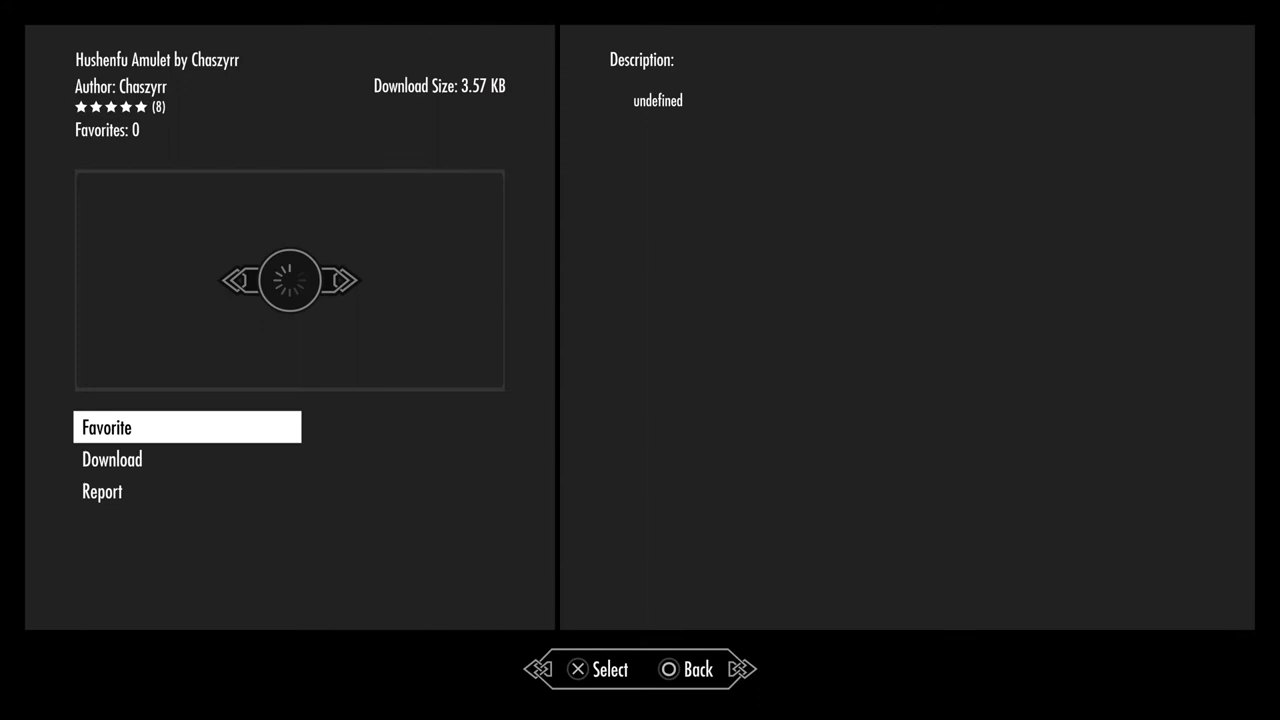 Hushenfu Amulet by Chaszyrr
Author: Chaszyrr
Download Size: 3.57 KB
(8)
Favorites: 0
Favorite
Download
Report
Description:
undefined
Select
Back